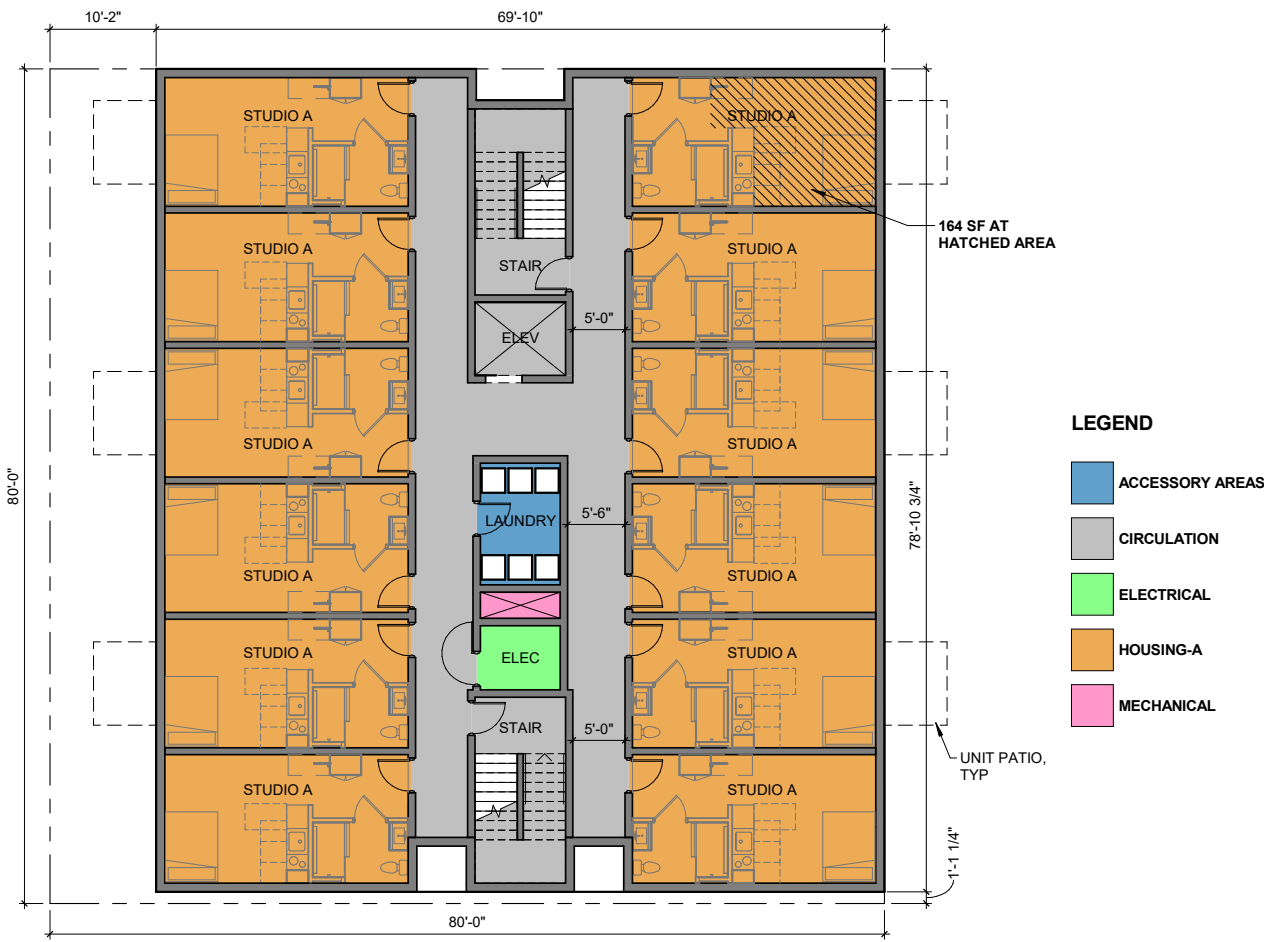 10'-2"
69'-10"
STUDIO A
STUDIO A
164 SF AT
HATCHED AREA
STUDIO A
STUDIO A
STAIR
5'-0"
ELEV
STUDIO A
STUDIO A
LEGEND
ACCESSORY AREAS
CIRCULATION
ELECTRICAL
HOUSING-A
MECHANICAL
80'-0"
78'-10 3/4"
LAUNDRY
5'-6"
STUDIO A
STUDIO A
STUDIO A
STUDIO A
ELEC
STAIR
5'-0"
UNIT PATIO,
TYP
STUDIO A
STUDIO A
1'-1 1/4"
80'-0"